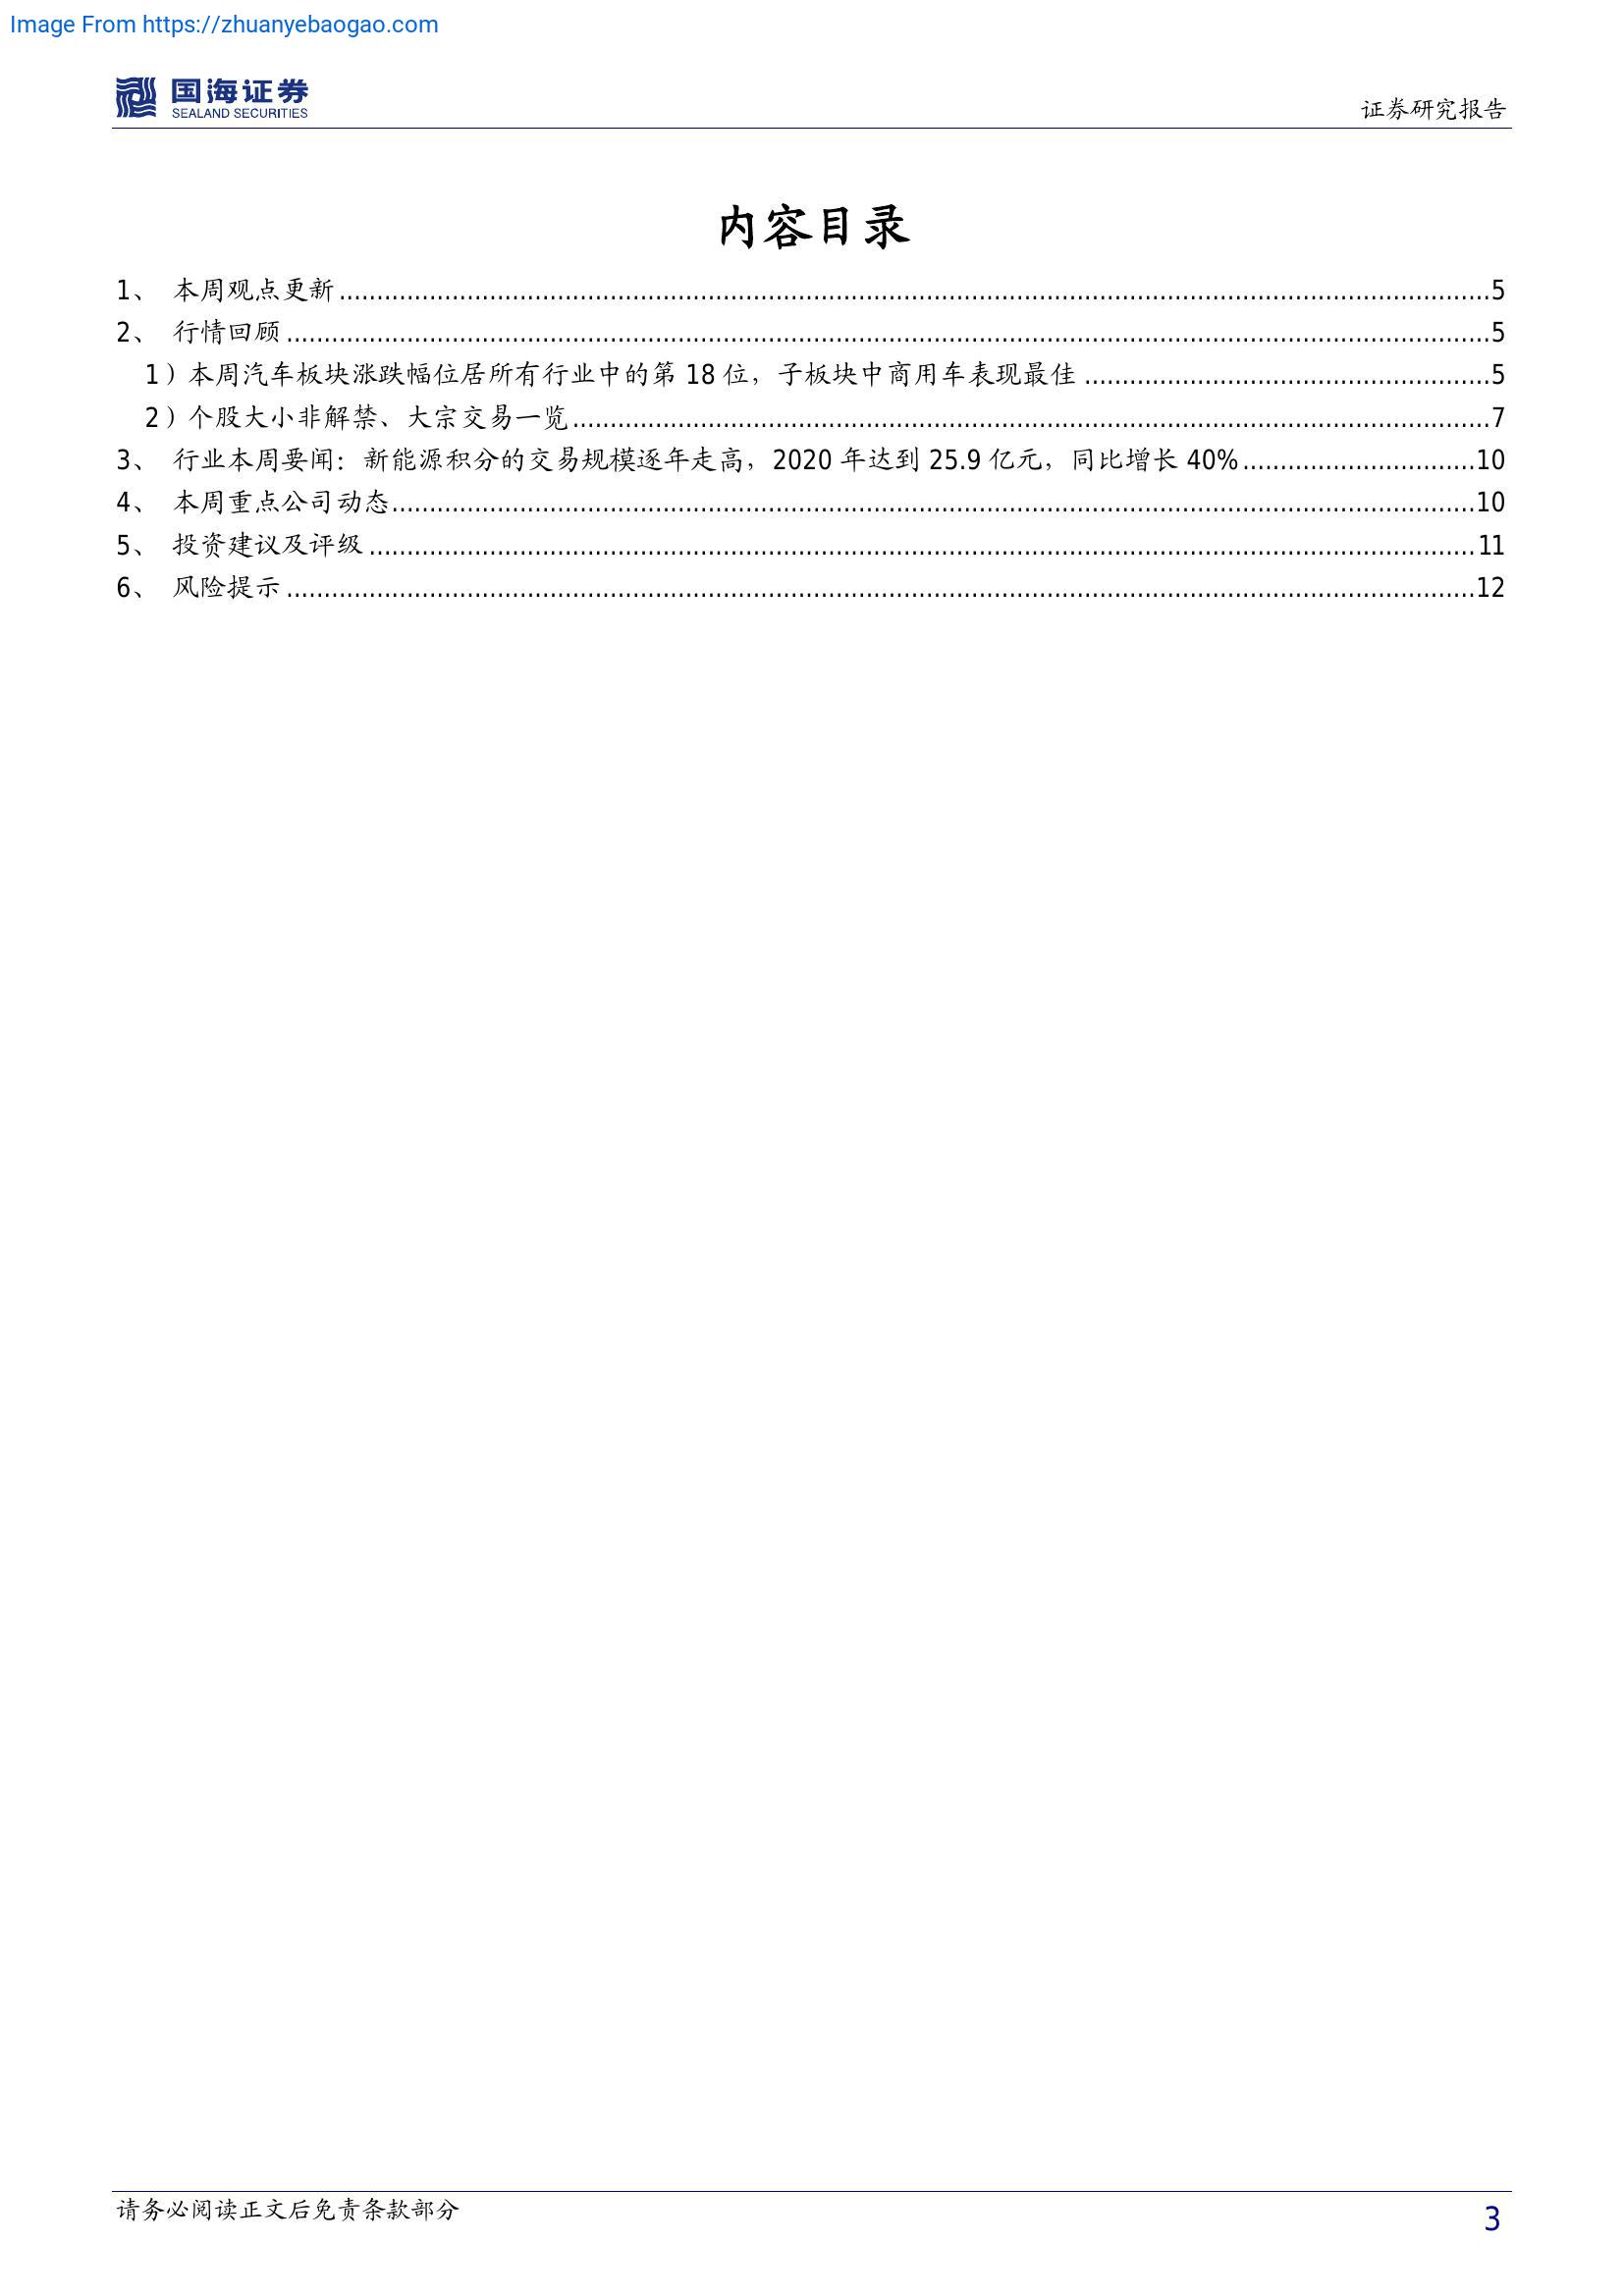 Image From https://zhuanyebaogao.com
国海证券
SEALAND SECURITIES
证券研究报告
内容目录
1、 本周观点更新........................................5
2、 行情回顾........................................5
1）本周汽车板块涨跌幅位居所有行业中的第 18 位，子板块中商用车表现最佳........................................5
2）个股大小非解禁、大宗交易一览........................................7
3、 行业本周要闻：新能源积分的交易规模逐年走高，2020 年达到 25.9 亿元，同比增长 40%........................................10
4、 本周重点公司动态........................................10
5、 投资建议及评级........................................11
6、 风险提示........................................12
请务必阅读正文后免责条款部分
3